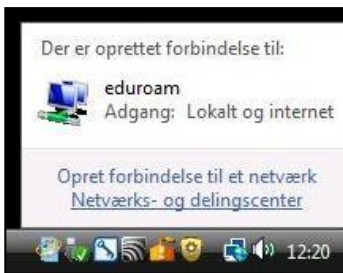 Der er oprettet forbindelse til:
eduroam
Adgang: Lokalt og internet
Opret forbindelse til et netværk
Netværks- og delingscenter
12:20